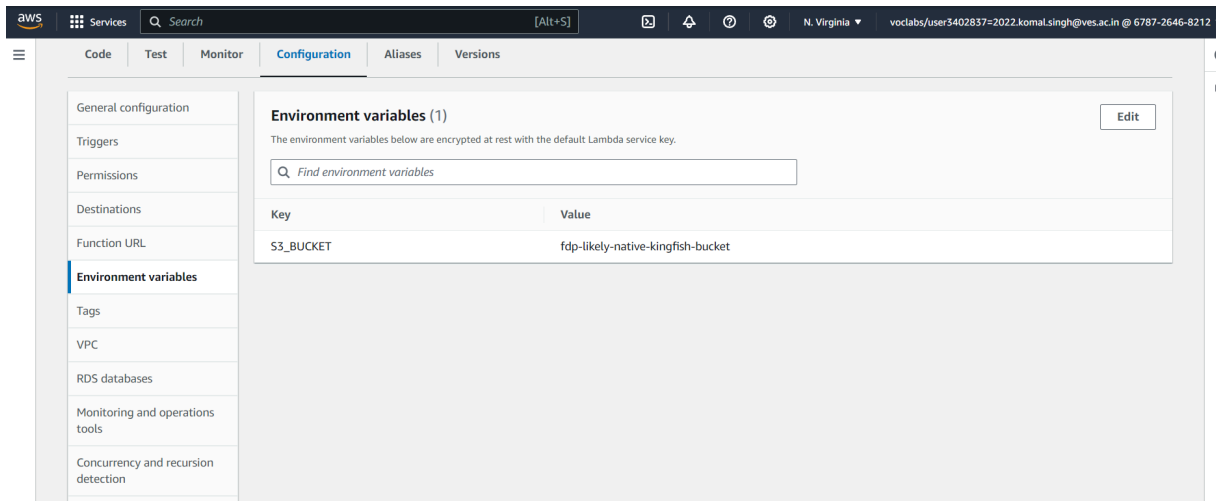 aws
Services
Search
[Alt+S]
N. Virginia
voclabs/user3402837=2022.komal.singh@ves.ac.in @ 6787-2646-8212
Code
Test
Monitor
Configuration
Aliases
Versions
General configuration
Triggers
Permissions
Destinations
Function URL
Environment variables
Tags
VPC
RDS databases
Monitoring and operations
tools
Concurrency and recursion
detection
Environment variables (1)
Edit
The environment variables below are encrypted at rest with the default Lambda service key.
Find environment variables
Key
Value
S3_BUCKET
fdp-likely-native-kingfish-bucket